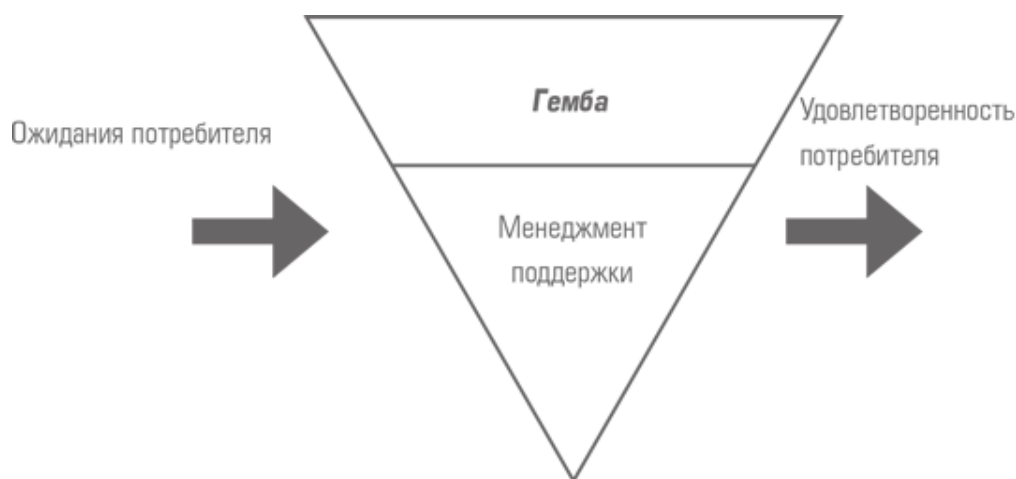 Гемба
Ожидания потребителя
Удовлетворенность
потребителя
Менеджмент
поддержки